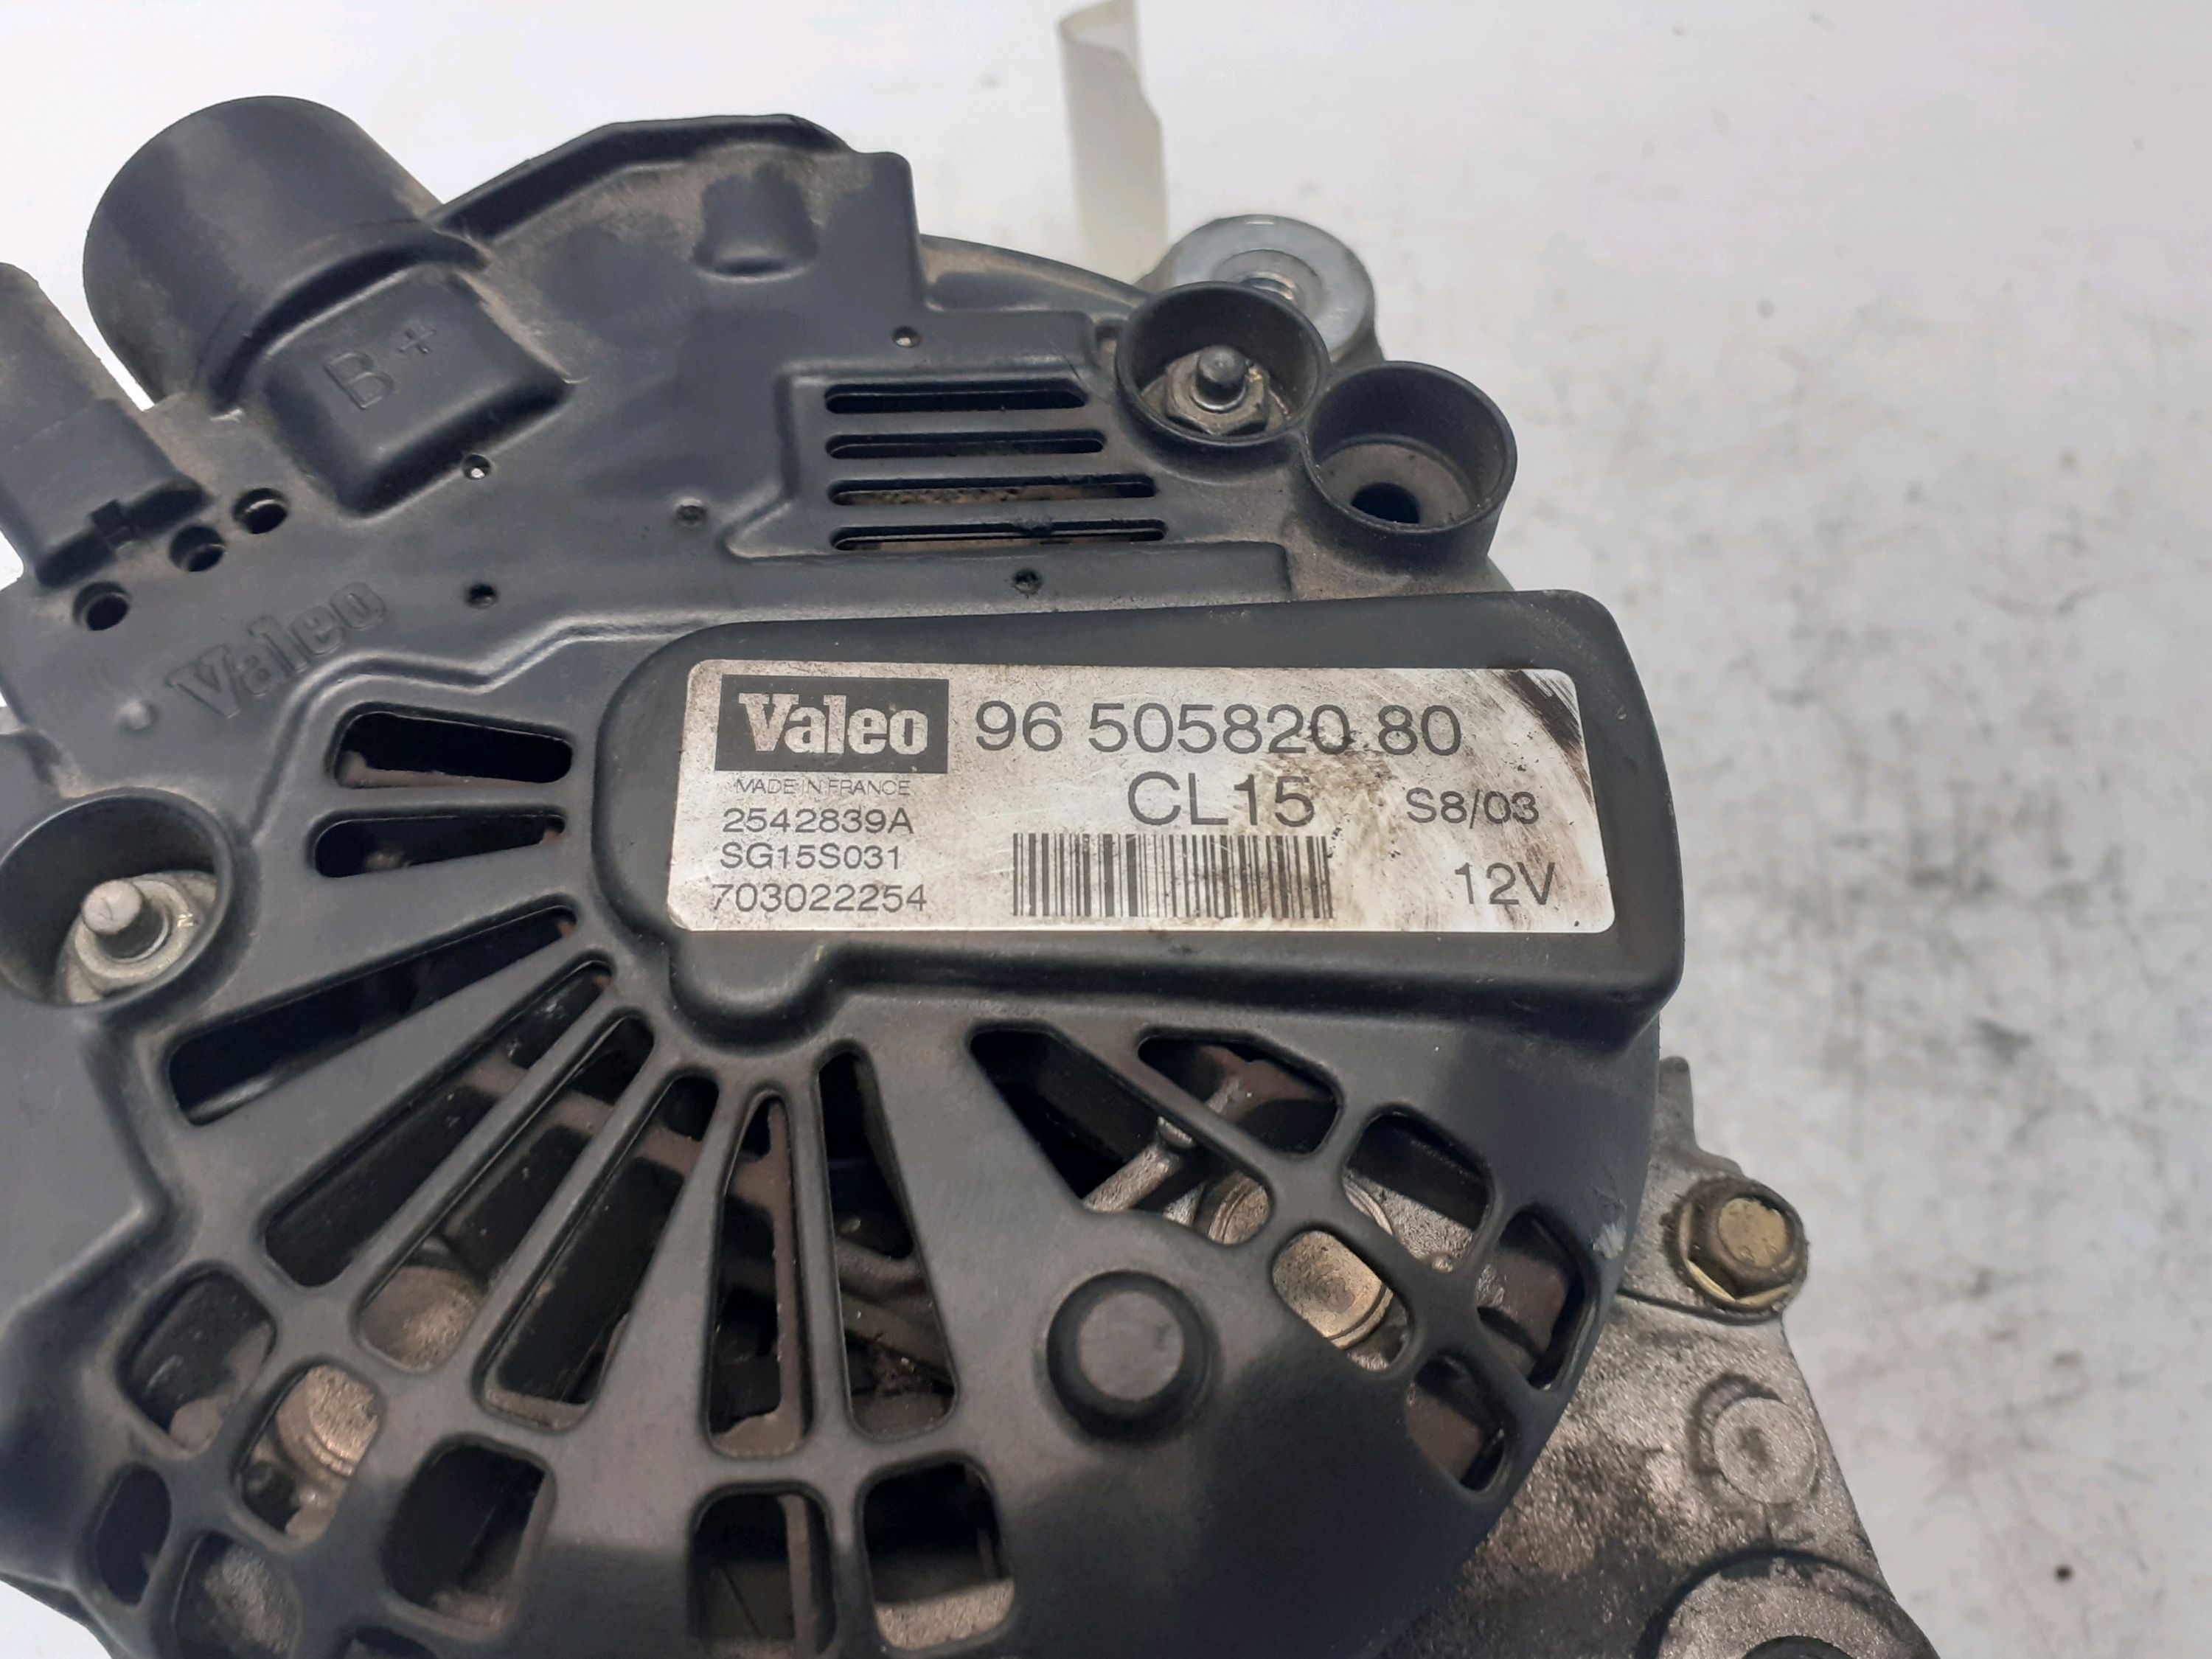 B+
Valeo
Valeo 96 505820 80
MADE IN FRANCE
CL15 S8/03
2542839A
SG15S031
12V
703022254